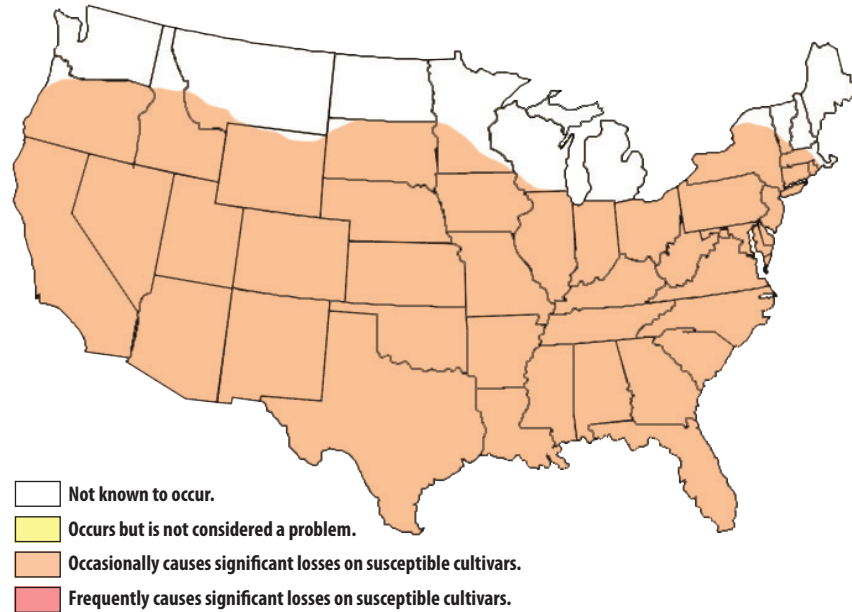 Not known to occur.
Occurs but is not considered a problem.
Occasionally causes significant losses on susceptible cultivars.
Frequently causes significant losses on susceptible cultivars.